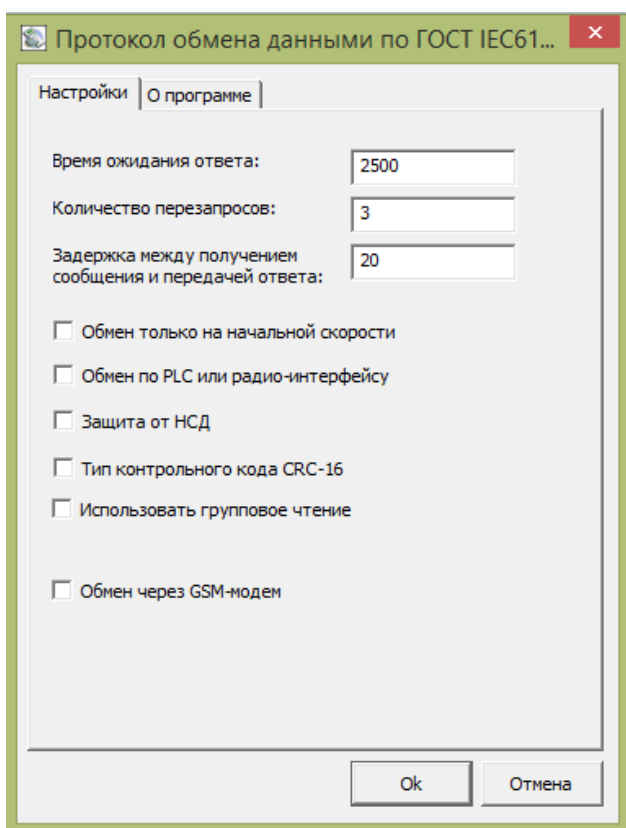 Протокол обмена данными по ГОСТ IEC61...
Настройки
О программе
Время ожидания ответа:
2500
Количество перезапросов:
3
Задержка между получением
сообщения и передачей ответа:
20
Обмен только на начальной скорости
Обмен по PLC или радио-интерфейсу
Защита от НСД
Тип контрольного кода CRC-16
Использовать групповое чтение
Обмен через GSM-модем
Ok
Отмена